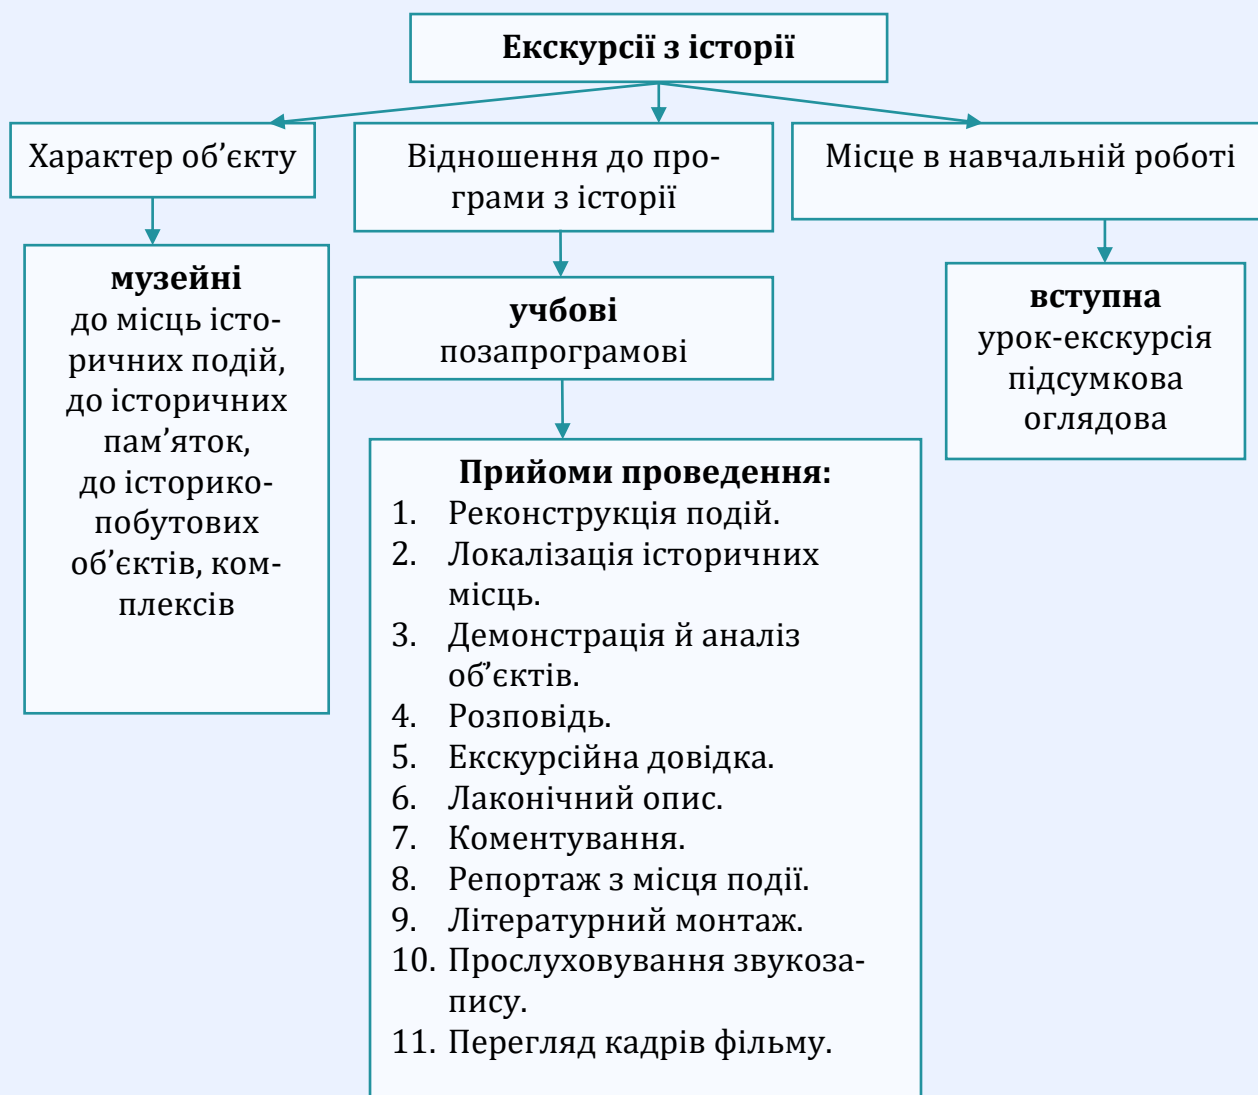 Екскурсії з історії
Характер об’єкту
Відношення до про-
грами з історії
Місце в навчальній роботі
музейні
до місць істо-
ричних подій,
до історичних
пам’яток,
до історико-
побутових
об’єктів, ком-
плексів
учбові
позапрограмові
вступна
урок-екскурсія
підсумкова
оглядова
Прийоми проведення:
1. Реконструкція подій.
2. Локалізація історичних
місць.
3. Демонстрація й аналіз
об’єктів.
4. Розповідь.
5. Екскурсійна довідка.
6. Лаконічний опис.
7. Коментування.
8. Репортаж з місця події.
9. Літературний монтаж.
10. Прослуховування звукоза-
пису.
11. Перегляд кадрів фільму.